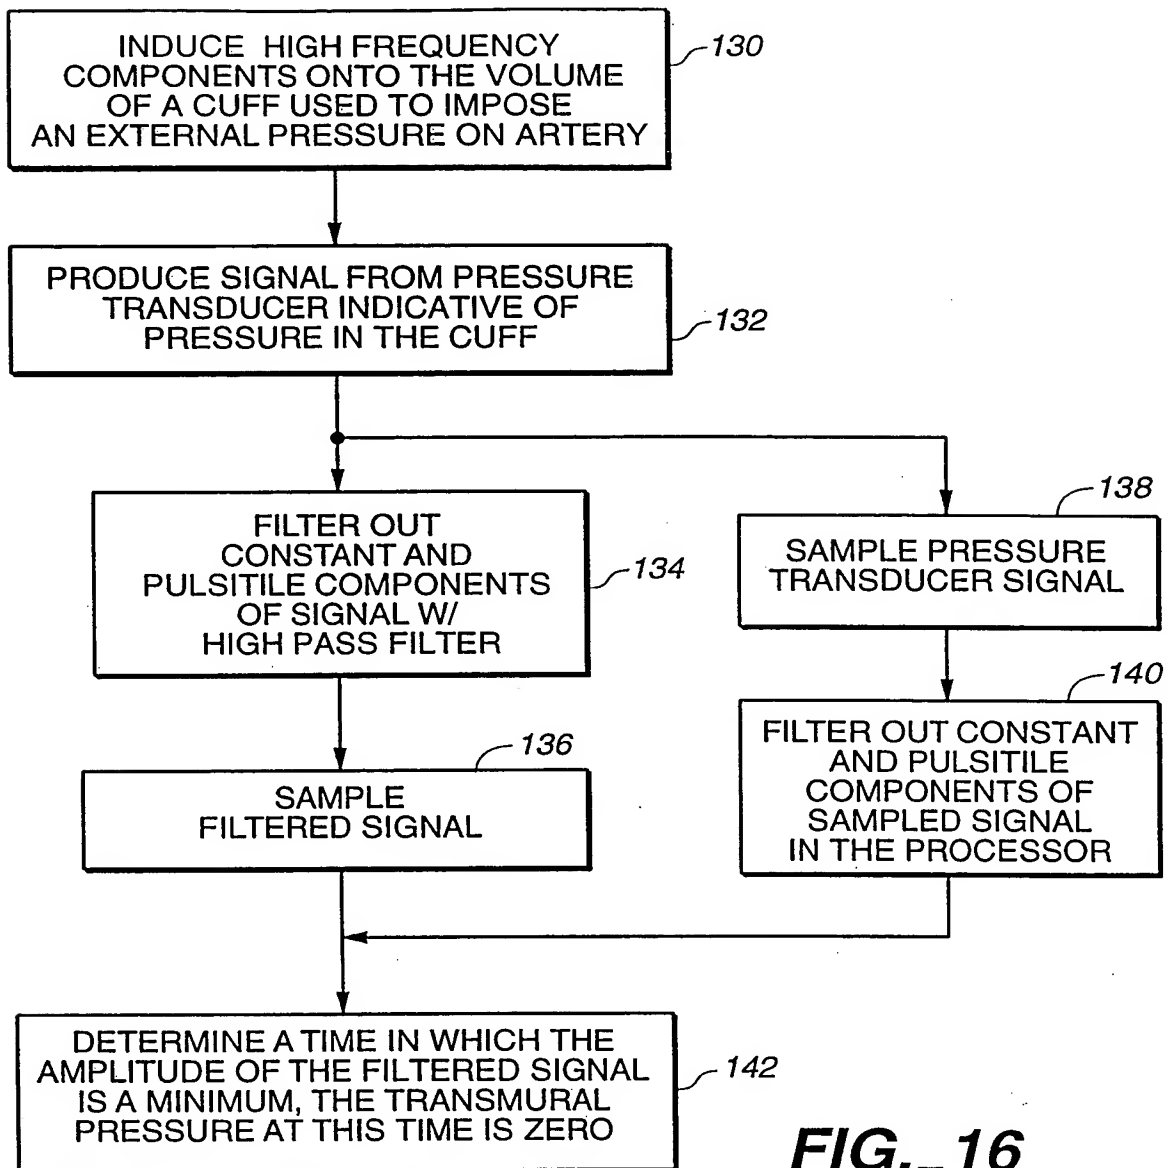 INDUCE HIGH FREQUENCY
COMPONENTS ONTO THE VOLUME
OF A CUFF USED TO IMPOSE
AN EXTERNAL PRESSURE ON ARTERY
130
PRODUCE SIGNAL FROM PRESSURE
TRANSDUCER INDICATIVE OF
PRESSURE IN THE CUFF
132
FILTER OUT
CONSTANT AND
PULSITILE COMPONENTS
OF SIGNAL W/
HIGH PASS FILTER
134
138
SAMPLE PRESSURE
TRANSDUCER SIGNAL
136
SAMPLE
FILTERED SIGNAL
140
FILTER OUT CONSTANT
AND PULSITILE
COMPONENTS OF
SAMPLED SIGNAL
IN THE PROCESSOR
DETERMINE A TIME IN WHICH THE
AMPLITUDE OF THE FILTERED SIGNAL
IS A MINIMUM, THE TRANSMURAL
PRESSURE AT THIS TIME IS ZERO
142
FIG._16